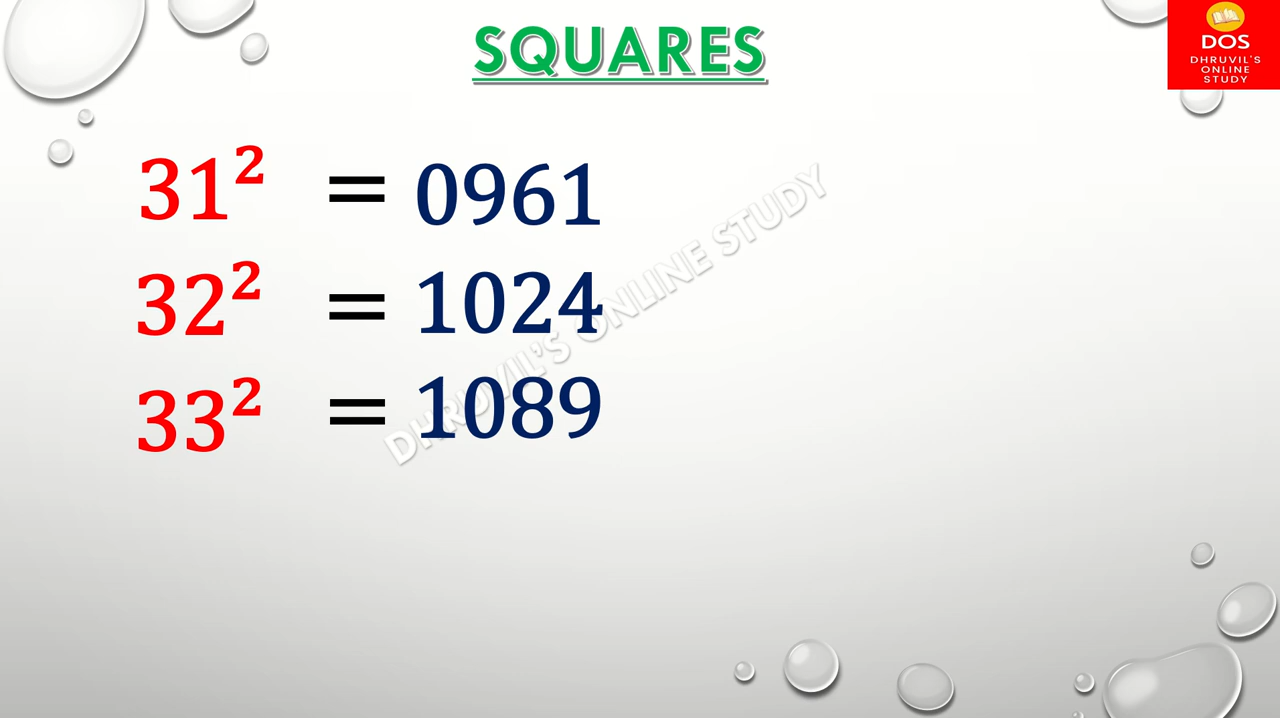 SQUARES
DOS
DHRUVIL'S
ONLINE
STUDY
31² = 0961
32² = 1024
33² = 1089
DHRUVIL'S ONLINE STUDY